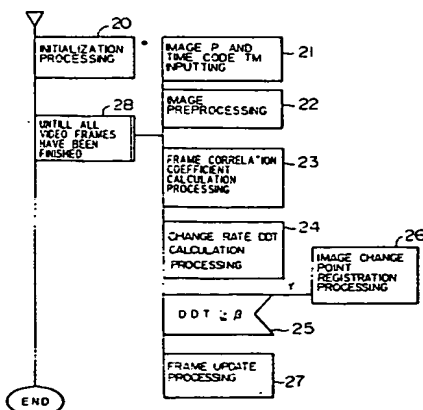 20
INITIALIZATION
PROCESSING
28
UNTILL ALL
VIDEO FRAMES
HAVE BEEN
FINISHED
END
21
IMAGE P AND
TIME CODE TM
INPUTTING
22
IMAGE
PREPROCESSING
23
FRAME CORRELATION
COEFFICIENT
CALCULATION
PROCESSING
24
CHANGE RATE DDT
CALCULATION
PROCESSING
26
IMAGE CHANGE
POINT
REGISTRATION
PROCESSING
Y
DDT ≧ β
25
FRAME UPDATE
PROCESSING
27